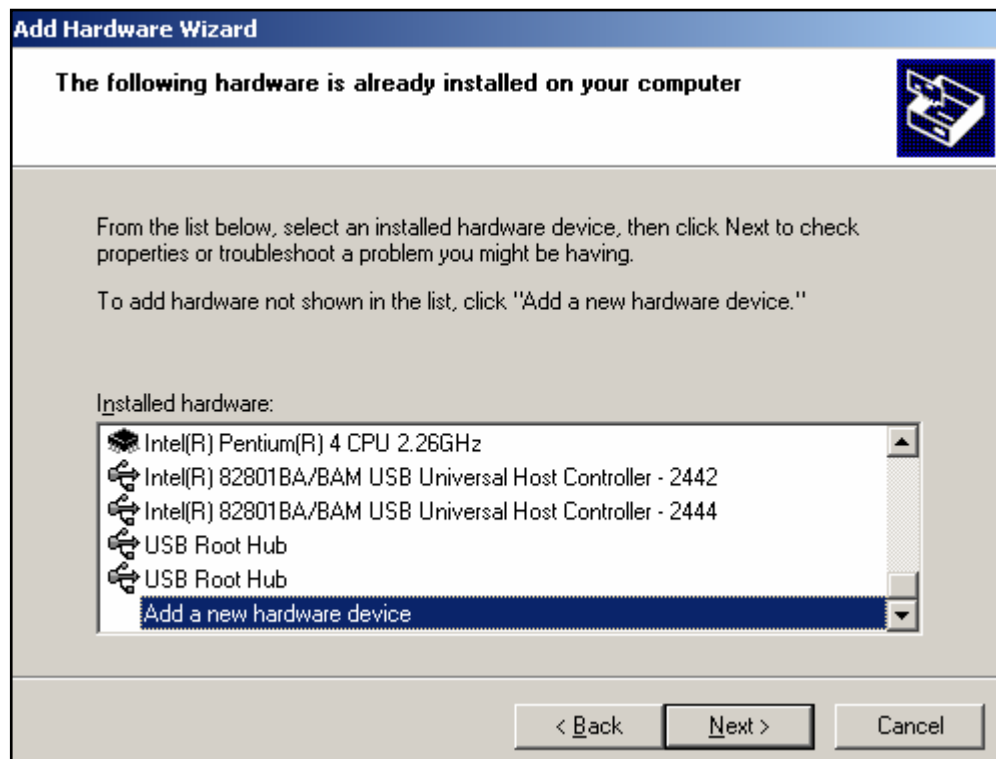 Add Hardware Wizard
The following hardware is already installed on your computer
From the list below, select an installed hardware device, then click Next to check
properties or troubleshoot a problem you might be having.
To add hardware not shown in the list, click "Add a new hardware device."
Installed hardware:
Intel(R) Pentium(R) 4 CPU 2.26GHz
Intel(R) 82801BA/BAM USB Universal Host Controller - 2442
Intel(R) 82801BA/BAM USB Universal Host Controller - 2444
USB Root Hub
USB Root Hub
Add a new hardware device
< Back Next > Cancel